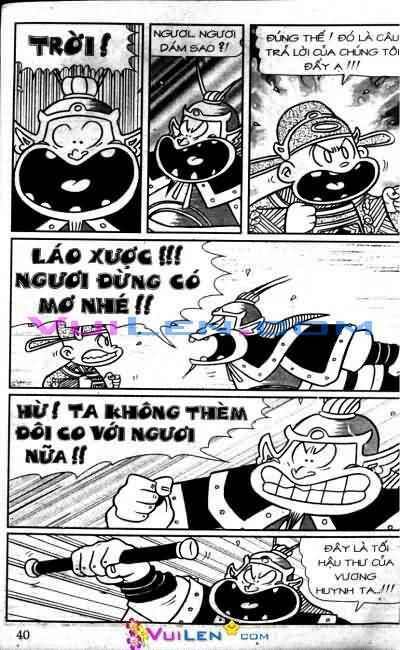 TRỜI!
NGƯƠI.. NGƯƠI
DÁM SAO?!
ĐÚNG THẾ! ĐÓ LÀ CÂU
TRẢ LỜI CỦA CHÚNG TÔI
ĐẤY Ạ!!!
LÁO XƯỢC!!!
NGƯƠI ĐỪNG CÓ
MƠ NHÉ!!
VUILEN.COM
HỪ! TA KHÔNG THÈM
ĐÔI CO VỚI NGƯƠI
NỮA!!
ĐÂY LÀ TỐI
HẬU THƯ CỦA
VƯƠNG
HUYNH TA..!!!
40
VUILEN.COM